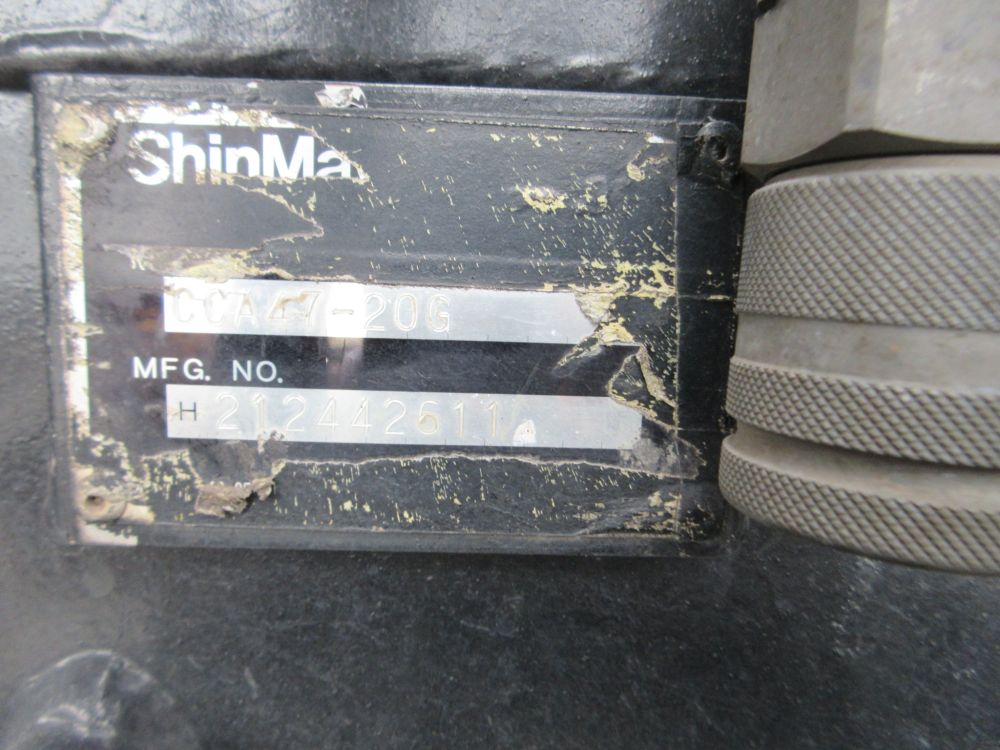 ShinMa
CCA47-20G
MFG. NO.
H 212442611